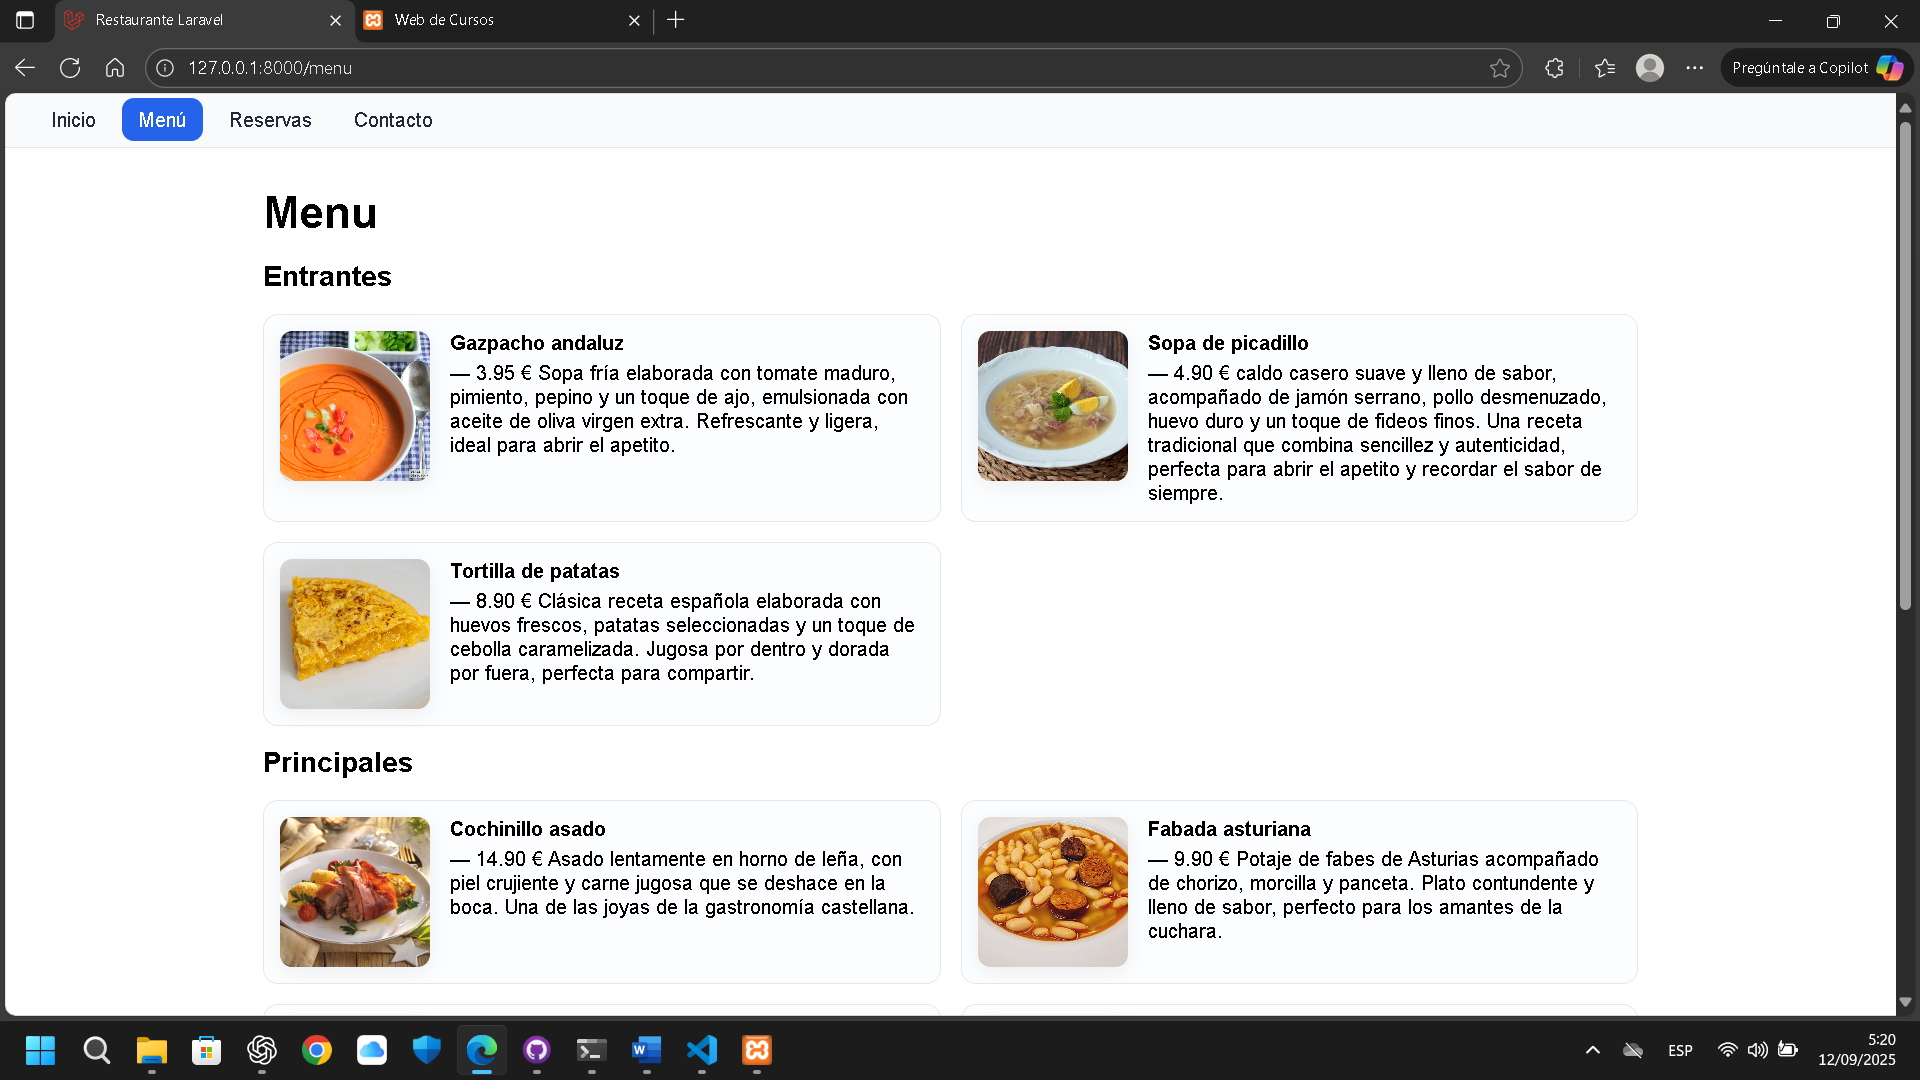 Restaurante Laravel
Web de Cursos
127.0.0.1:8000/menu
Pregúntale a Copilot
Inicio
Menú
Reservas
Contacto
Menu
Entrantes
Gazpacho andaluz
— 3.95 € Sopa fría elaborada con tomate maduro,
pimiento, pepino y un toque de ajo, emulsionada con
aceite de oliva virgen extra. Refrescante y ligera,
ideal para abrir el apetito.
Sopa de picadillo
— 4.90 € caldo casero suave y lleno de sabor,
acompañado de jamón serrano, pollo desmenuzado,
huevo duro y un toque de fideos finos. Una receta
tradicional que combina sencillez y autenticidad,
perfecta para abrir el apetito y recordar el sabor de
siempre.
Tortilla de patatas
— 8.90 € Clásica receta española elaborada con
huevos frescos, patatas seleccionadas y un toque de
cebolla caramelizada. Jugosa por dentro y dorada
por fuera, perfecta para compartir.
Principales
Cochinillo asado
— 14.90 € Asado lentamente en horno de leña, con
piel crujiente y carne jugosa que se deshace en la
boca. Una de las joyas de la gastronomía castellana.
Fabada asturiana
— 9.90 € Potaje de fabes de Asturias acompañado
de chorizo, morcilla y panceta. Plato contundente y
lleno de sabor, perfecto para los amantes de la
cuchara.
ESP
5:20
12/09/2025